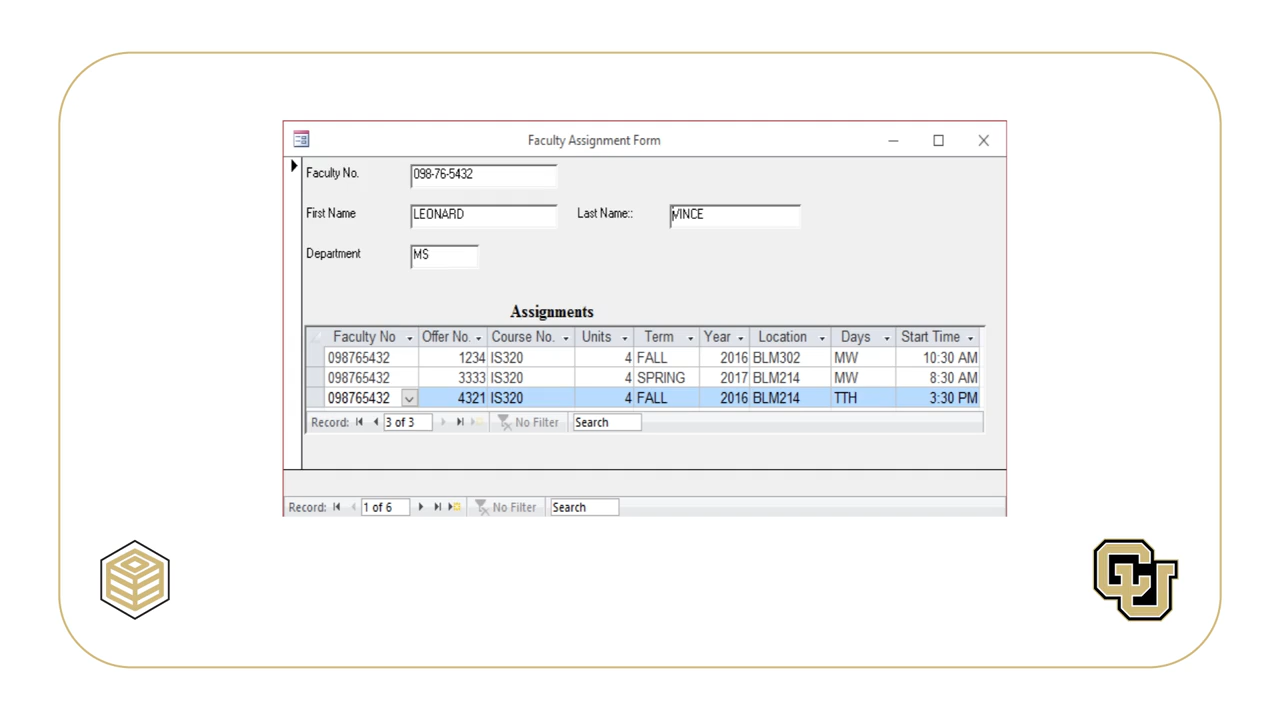 Faculty Assignment Form
Faculty No. 098-76-5432
First Name LEONARD Last Name:: VINCE
Department MS
Assignments
Faculty No Offer No. Course No. Units Term Year Location Days Start Time
098765432 1234 IS320 4 FALL 2016 BLM302 MW 10:30 AM
098765432 3333 IS320 4 SPRING 2017 BLM214 MW 8:30 AM
098765432 4321 IS320 4 FALL 2016 BLM214 TTH 3:30 PM
Record: 3 of 3 No Filter Search
Record: 1 of 6 No Filter Search
CU